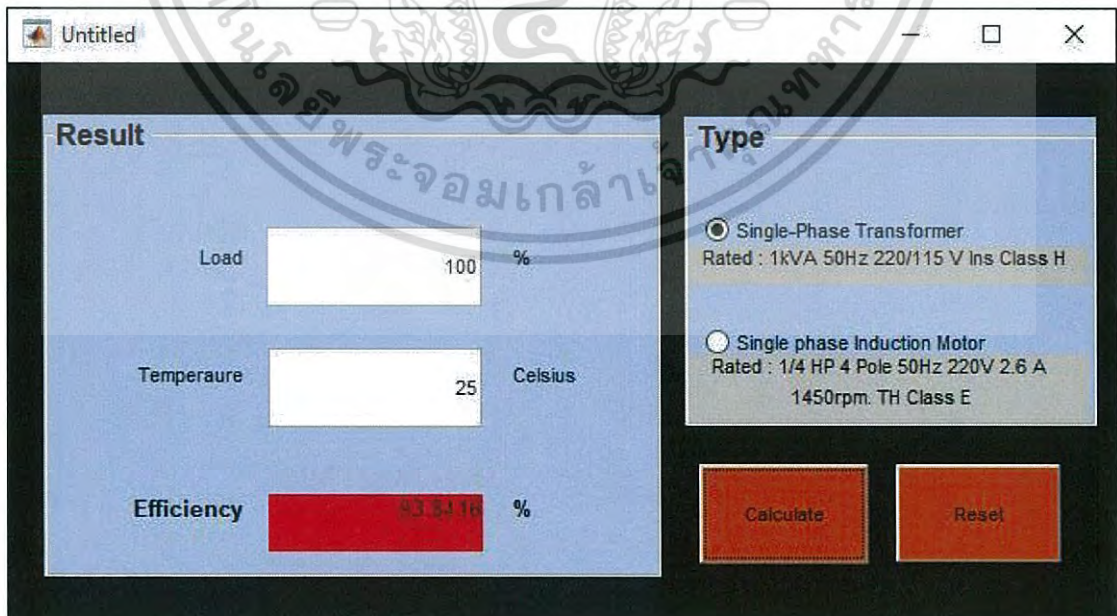 Untitled
Result
Load 100 %
Temperaure 25 Celsius
Efficiency 93.8416 %
Type
Single-Phase Transformer
Rated : 1kVA 50Hz 220/115 V Ins Class H
Single phase Induction Motor
Rated : 1/4 HP 4 Pole 50Hz 220V 2.6 A
1450rpm. TH Class E
Calculate
Reset